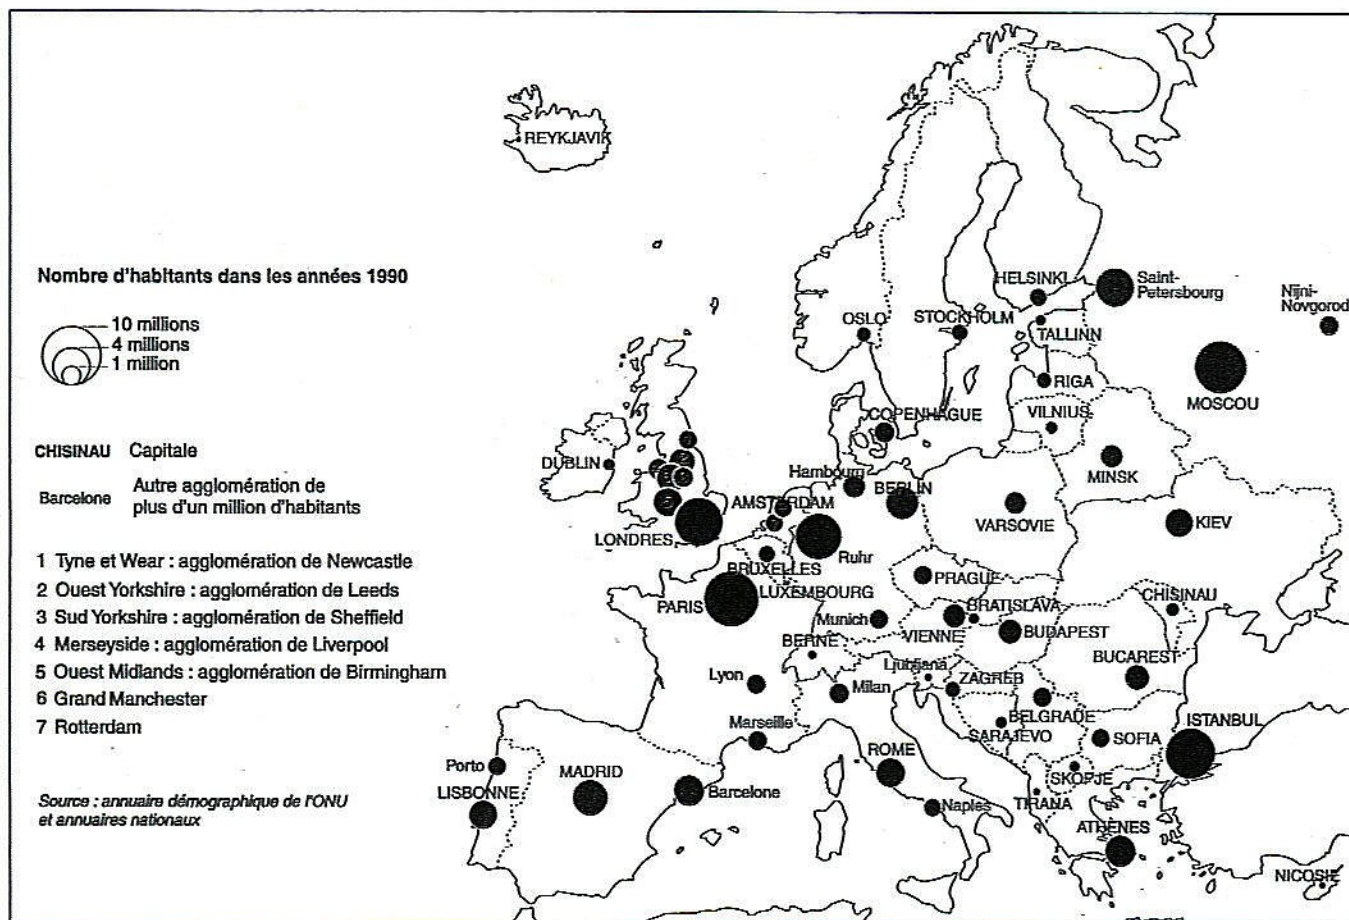 Nombre d'habitants dans les années 1990
10 millions
4 millions
1 million
CHISINAU Capitale
Barcelone Autre agglomération de
plus d'un million d'habitants
1 Tyne et Wear : agglomération de Newcastle
2 Ouest Yorkshire : agglomération de Leeds
3 Sud Yorkshire : agglomération de Sheffield
4 Merseyside : agglomération de Liverpool
5 Ouest Midlands : agglomération de Birmingham
6 Grand Manchester
7 Rotterdam
Source : annuaire démographique de l'ONU
et annuaires nationaux
REYKJAVIK
HELSINKI
Saint-
Petersbourg
Nijni-
Novgorod
OSLO
STOCKHOLM
TALLINN
RIGA
MOSCOU
COPENHAGUE
VILNIUS
DUBLIN
MINSK
Hambourg
BERLIN
AMSTERDAM
VARSOVIE
KIEV
LONDRES
Ruhr
BRUXELLES
PRAGUE
LUXEMBOURG
PARIS
CHISINAU
BRATISLAVA
Munich
VIENNE
BUDAPEST
BERNE
BUCAREST
Ljubljana
Lyon
ZAGREB
Milan
BELGRADE
ISTANBUL
Marseille
SARAJEVO
SOFIA
ROME
Porto
MADRID
SKOPJE
LISBONNE
Barcelone
TIRANA
Naples
ATHENES
NICOSIE